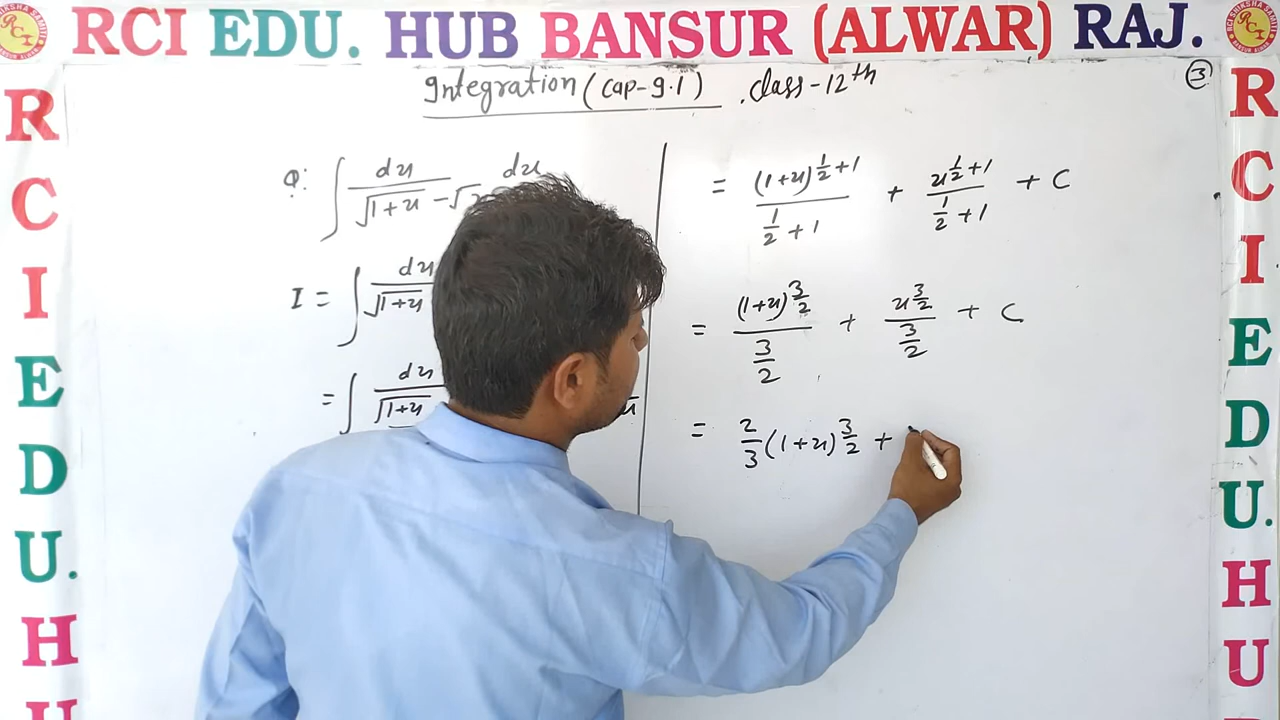 RCI EDU. HUB BANSUR (ALWAR) RAJ.
Integration (Cap-9.1) . Class-12th
3
Q: ∫ dx / √1+x - √x dx
I = ∫ dx / √1+x
= ∫ dx / √1+x
= (1+x)^{1/2+1} / (1/2+1) + x^{1/2+1} / (1/2+1) + C
= (1+x)^{3/2} / (3/2) + x^{3/2} / (3/2) + C
= 2/3 (1+x)^{3/2} +
R
C
I
E
D
U.
H
U
R
C
I
E
D
U.
H
U